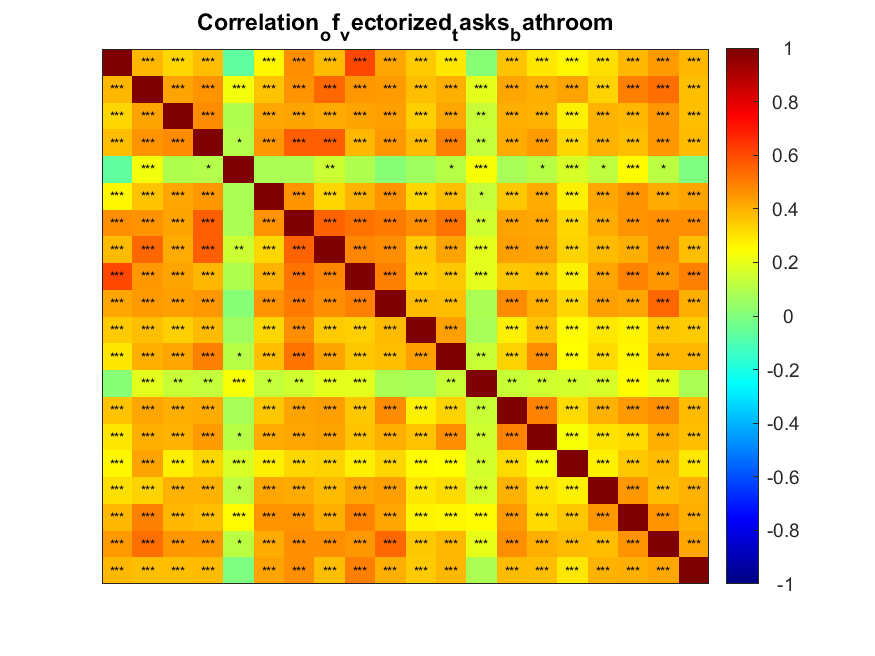 Correlationofvectorizedtasksbathroom
*** *** *** *** *** *** *** *** *** *** *** *** *** *** *** *** ***
*** *** *** *** *** *** *** *** *** *** *** *** *** *** *** *** *** *** ***
*** *** *** *** *** *** *** *** *** *** ** *** *** *** *** *** *** ***
*** *** *** * *** *** *** *** *** *** *** ** *** *** *** *** *** *** ***
*** * ** * *** * *** * *** *
*** *** *** *** *** *** *** *** *** *** * *** *** *** *** *** *** ***
*** *** *** *** *** *** *** *** *** *** ** *** *** *** *** *** *** ***
*** *** *** *** ** *** *** *** *** *** *** *** *** *** *** *** *** *** ***
*** *** *** *** *** *** *** *** *** *** *** *** *** *** *** *** *** ***
*** *** *** *** *** *** *** *** *** *** *** *** *** *** *** *** ***
*** *** *** *** *** *** *** *** *** *** *** *** *** *** *** *** ***
*** *** *** *** * *** *** *** *** *** *** ** *** *** *** *** *** *** ***
*** ** ** *** * ** *** *** ** ** ** ** *** *** ***
*** *** *** *** *** *** *** *** *** *** *** ** *** *** *** *** *** ***
*** *** *** *** * *** *** *** *** *** *** *** ** *** *** *** *** *** ***
*** *** *** *** *** *** *** *** *** *** *** *** ** *** *** *** *** *** ***
*** *** *** *** * *** *** *** *** *** *** *** *** *** *** *** *** *** ***
*** *** *** *** *** *** *** *** *** *** *** *** *** *** *** *** *** *** ***
*** *** *** *** * *** *** *** *** *** *** *** *** *** *** *** *** *** ***
*** *** *** *** *** *** *** *** *** *** *** *** *** *** *** *** ***
1
0.8
0.6
0.4
0.2
0
-0.2
-0.4
-0.6
-0.8
-1